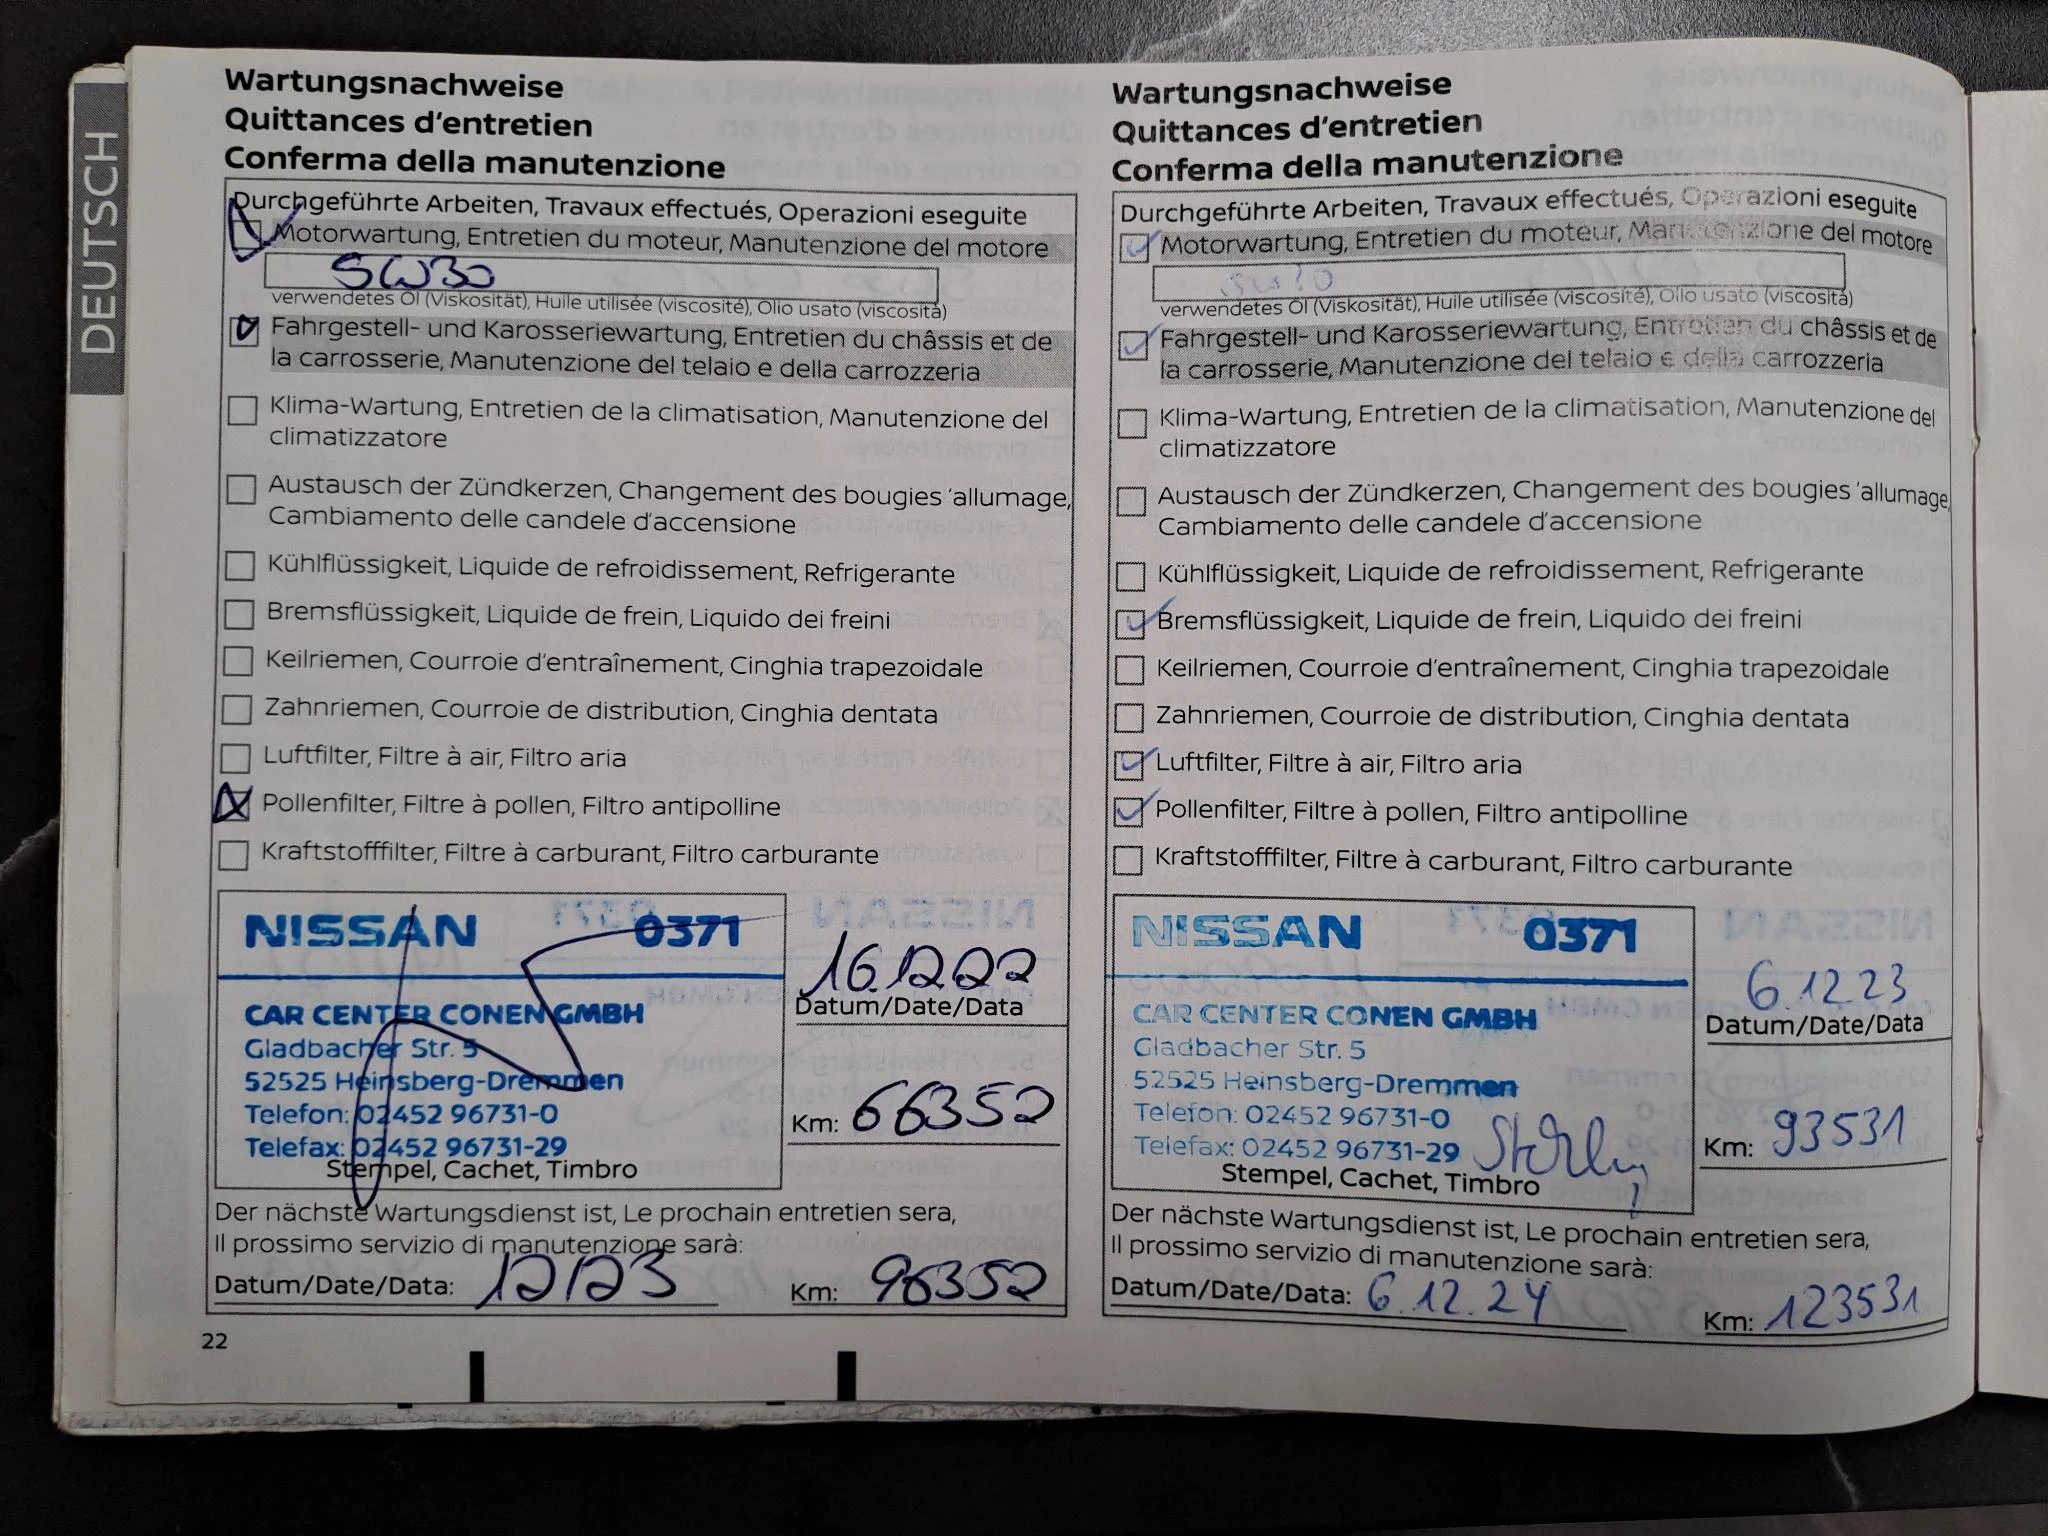 DEUTSCH
Wartungsnachweise
Quittances d'entretien
Conferma della manutenzione
Durchgeführte Arbeiten, Travaux effectués, Operazioni eseguite
Motorwartung, Entretien du moteur, Manutenzione del motore
5W30
verwendetes Öl (Viskosität), Huile utilisée (viscosité), Olio usato (viscosità)
Fahrgestell- und Karosseriewartung, Entretien du châssis et de
la carrosserie, Manutenzione del telaio e della carrozzeria
Klima-Wartung, Entretien de la climatisation, Manutenzione del
climatizzatore
Austausch der Zündkerzen, Changement des bougies 'allumage,
Cambiamento delle candele d'accensione
Kühlflüssigkeit, Liquide de refroidissement, Refrigerante
Bremsflüssigkeit, Liquide de frein, Liquido dei freini
Keilriemen, Courroie d'entraînement, Cinghia trapezoidale
Zahnriemen, Courroie de distribution, Cinghia dentata
Luftfilter, Filtre à air, Filtro aria
Pollenfilter, Filtre à pollen, Filtro antipolline
Kraftstofffilter, Filtre à carburant, Filtro carburante
NISSAN 0371
CAR CENTER CONEN GMBH
Gladbacher Str. 5
52525 Heinsberg-Dremmen
Telefon: 02452 96731-0
Telefax: 02452 96731-29
Stempel, Cachet, Timbro
16.12.22
Datum/Date/Data
Km: 66352
Der nächste Wartungsdienst ist, Le prochain entretien sera,
Il prossimo servizio di manutenzione sarà:
Datum/Date/Data: 12/23 Km: 96352
22
Wartungsnachweise
Quittances d'entretien
Conferma della manutenzione
Durchgeführte Arbeiten, Travaux effectués, Operazioni eseguite
Motorwartung, Entretien du moteur, Manutenzione del motore
5W30
verwendetes Öl (Viskosität), Huile utilisée (viscosité), Olio usato (viscosità)
Fahrgestell- und Karosseriewartung, Entretien du châssis et de
la carrosserie, Manutenzione del telaio e della carrozzeria
Klima-Wartung, Entretien de la climatisation, Manutenzione del
climatizzatore
Austausch der Zündkerzen, Changement des bougies 'allumage,
Cambiamento delle candele d'accensione
Kühlflüssigkeit, Liquide de refroidissement, Refrigerante
Bremsflüssigkeit, Liquide de frein, Liquido dei freini
Keilriemen, Courroie d'entraînement, Cinghia trapezoidale
Zahnriemen, Courroie de distribution, Cinghia dentata
Luftfilter, Filtre à air, Filtro aria
Pollenfilter, Filtre à pollen, Filtro antipolline
Kraftstofffilter, Filtre à carburant, Filtro carburante
NISSAN 0371
CAR CENTER CONEN GMBH
Gladbacher Str. 5
52525 Heinsberg-Dremmen
Telefon: 02452 96731-0
Telefax: 02452 96731-29
Stempel, Cachet, Timbro
6.12.23
Datum/Date/Data
Km: 93531
Der nächste Wartungsdienst ist, Le prochain entretien sera,
Il prossimo servizio di manutenzione sarà:
Datum/Date/Data: 6.12.24 Km: 123531